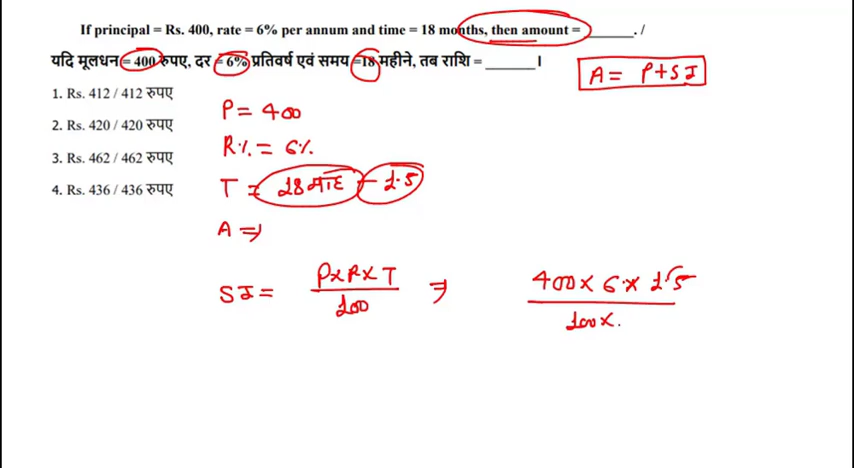 If principal = Rs. 400, rate = 6% per annum and time = 18 months, then amount = ______. /
यदि मूलधन = 400 रुपए, दर = 6% प्रतिवर्ष एवं समय =18 महीने, तब राशि = ______।
A = P+SI
1. Rs. 412 / 412 रुपए
2. Rs. 420 / 420 रुपए
3. Rs. 462 / 462 रुपए
4. Rs. 436 / 436 रुपए
P = 400
R% = 6%
T = 18 माह - 1.5
A ⇒
SI = P×R×T / 100 ⇒ 400 × 6 × 1.5 / 100×.